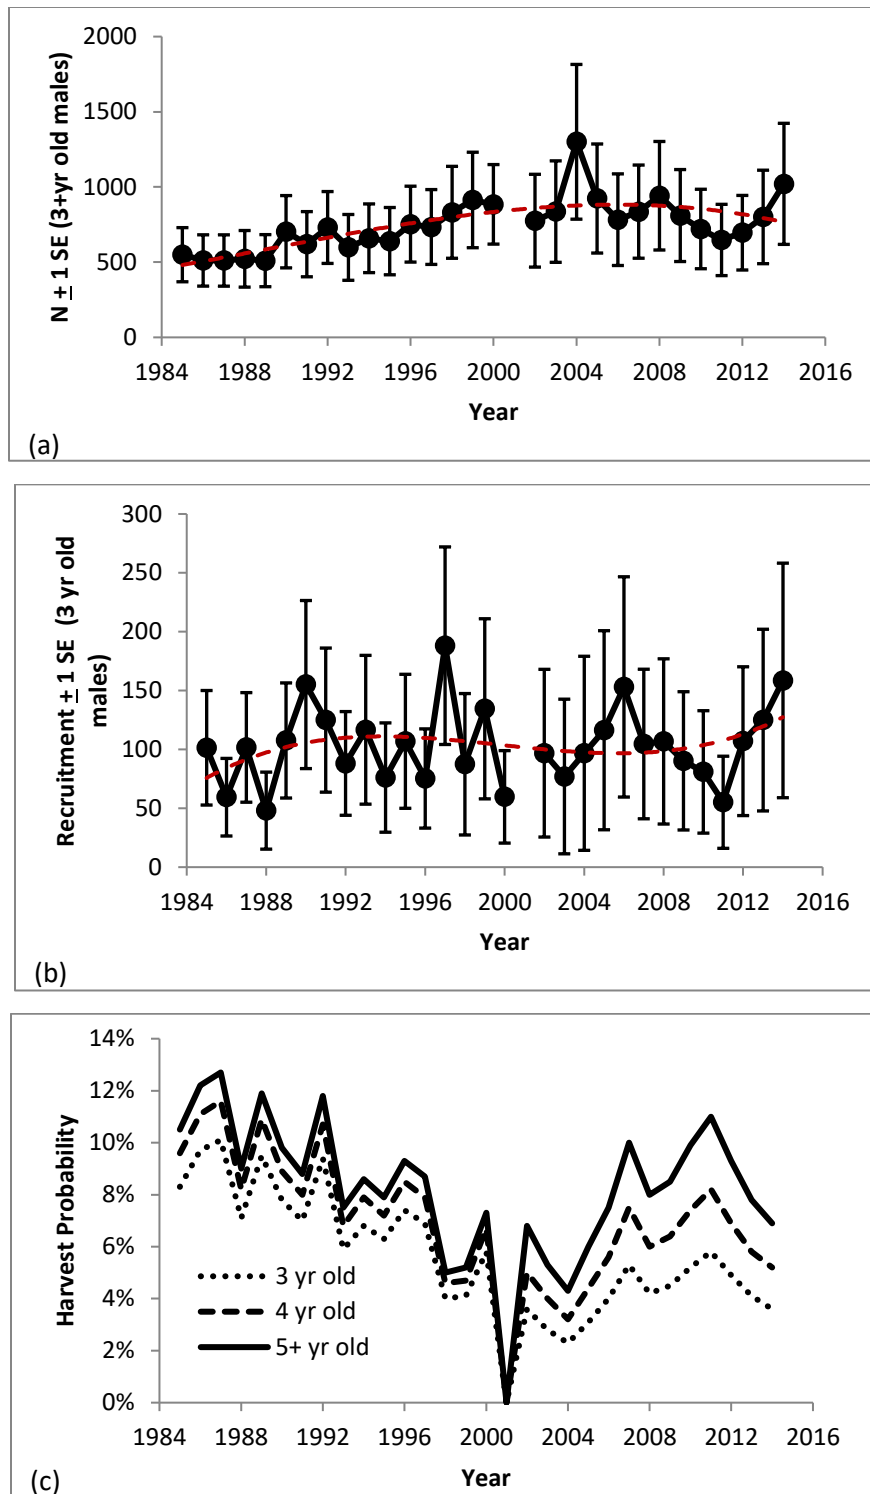 2000
1500
1000
500
0
N ± 1 SE (3+yr old males)
1984 1988 1992 1996 2000 2004 2008 2012 2016
Year
(a)
300
250
200
150
100
50
0
Recruitment ± 1 SE (3 yr old
males)
1984 1988 1992 1996 2000 2004 2008 2012 2016
Year
(b)
14%
12%
10%
8%
6%
4%
2%
0%
Harvest Probability
3 yr old
4 yr old
5+ yr old
1984 1988 1992 1996 2000 2004 2008 2012 2016
Year
(c)